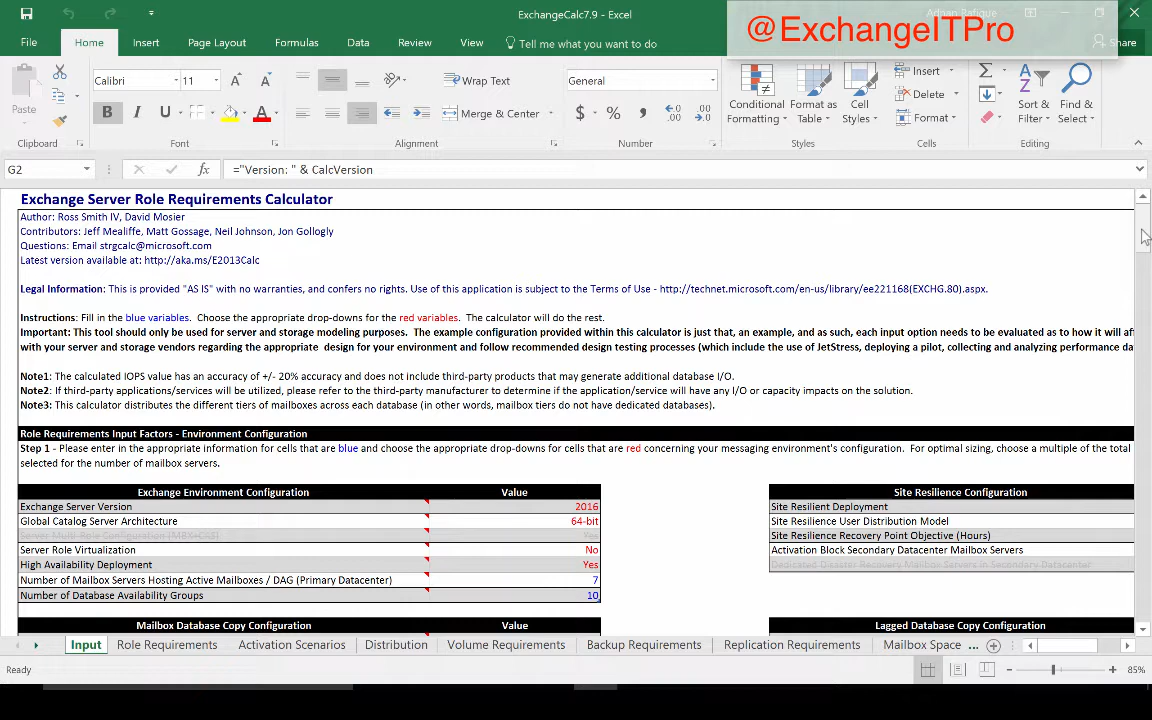 ExchangeCalc7.9 - Excel
Adnan Rafique
@ExchangeITPro
File Home Insert Page Layout Formulas Data Review View Tell me what you want to do Share
Calibri 11 Wrap Text General Insert
Paste Delete
B I U A Merge & Center $ % Conditional Formatting Format as Table Cell Styles Format Sort & Filter Find & Select
Clipboard Font Alignment Number Styles Cells Editing
G2 fx ="Version: " & CalcVersion
Exchange Server Role Requirements Calculator
Author: Ross Smith IV, David Mosier
Contributors: Jeff Mealiffe, Matt Gossage, Neil Johnson, Jon Gollogly
Questions: Email strgcalc@microsoft.com
Latest version available at: http://aka.ms/E2013Calc
Legal Information: This is provided "AS IS" with no warranties, and confers no rights. Use of this application is subject to the Terms of Use - http://technet.microsoft.com/en-us/library/ee221168(EXCHG.80).aspx.
Instructions: Fill in the blue variables. Choose the appropriate drop-downs for the red variables. The calculator will do the rest.
Important: This tool should only be used for server and storage modeling purposes. The example configuration provided within this calculator is just that, an example, and as such, each input option needs to be evaluated as to how it will af
with your server and storage vendors regarding the appropriate design for your environment and follow recommended design testing processes (which include the use of JetStress, deploying a pilot, collecting and analyzing performance da
Note1: The calculated IOPS value has an accuracy of +/- 20% accuracy and does not include third-party products that may generate additional database I/O.
Note2: If third-party applications/services will be utilized, please refer to the third-party manufacturer to determine if the application/service will have any I/O or capacity impacts on the solution.
Note3: This calculator distributes the different tiers of mailboxes across each database (in other words, mailbox tiers do not have dedicated databases).
Role Requirements Input Factors - Environment Configuration
Step 1 - Please enter in the appropriate information for cells that are blue and choose the appropriate drop-downs for cells that are red concerning your messaging environment's configuration. For optimal sizing, choose a multiple of the total
selected for the number of mailbox servers.
Exchange Environment Configuration Value
Exchange Server Version 2016
Global Catalog Server Architecture 64-bit
Server Multi-Role Configuration (MBX+CAS) Yes
Server Role Virtualization No
High Availability Deployment Yes
Number of Mailbox Servers Hosting Active Mailboxes / DAG (Primary Datacenter) 7
Number of Database Availability Groups 10
Mailbox Database Copy Configuration Value
Site Resilience Configuration
Site Resilient Deployment
Site Resilience User Distribution Model
Site Resilience Recovery Point Objective (Hours)
Activation Block Secondary Datacenter Mailbox Servers
Dedicated Disaster Recovery Mailbox Servers in Secondary Datacenter
Lagged Database Copy Configuration
Input Role Requirements Activation Scenarios Distribution Volume Requirements Backup Requirements Replication Requirements Mailbox Space ...
Ready 85%